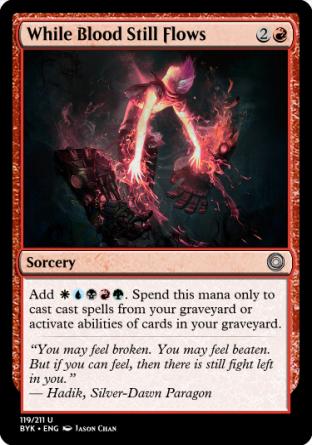 While Blood Still Flows 2
Sorcery
Add . Spend this mana only to
cast cast spells from your graveyard or
activate abilities of cards in your graveyard.
“You may feel broken. You may feel beaten.
But if you can feel, then there is still fight left
in you.”
— Hadik, Silver-Dawn Paragon
119/211 U
BYK • ENG Jason Chan